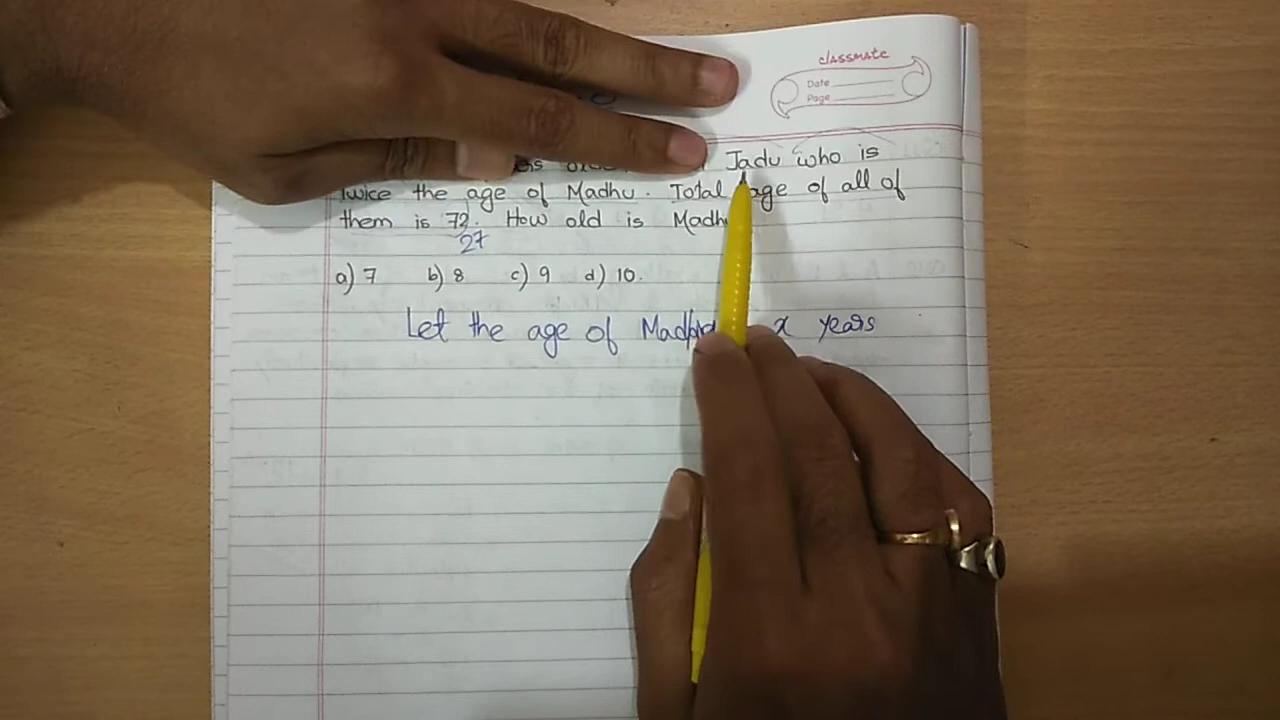 classmate
Date
Page
Jadu who is
Twice the age of Madhu. Total age of all of
them is 72. How old is
27
a) 7 b) 8 c) 9 d) 10.
Let the age of x years